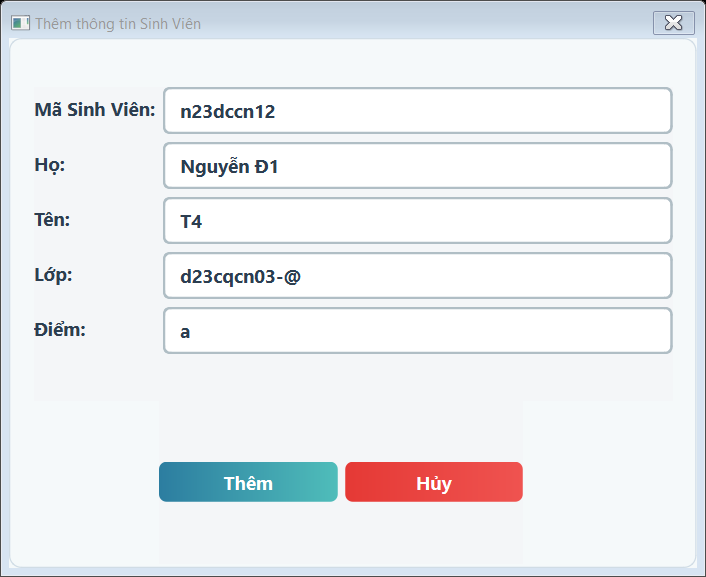 Thêm thông tin Sinh Viên
Mã Sinh Viên: n23dccn12
Họ: Nguyễn Đ1
Tên: T4
Lớp: d23cqcn03-@
Điểm: a
Thêm Hủy